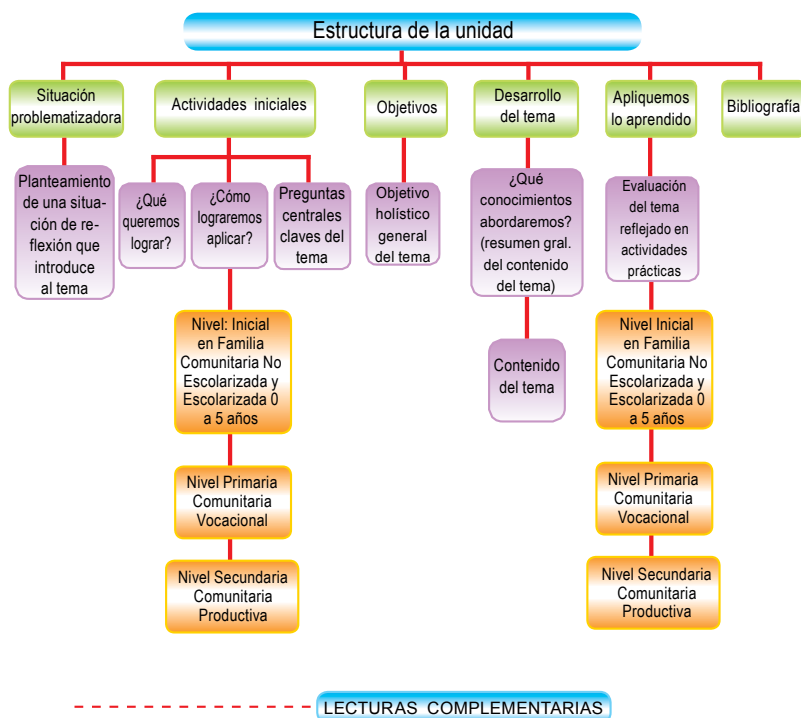 Estructura de la unidad
Situación
problematizadora
Actividades iniciales
Objetivos
Desarrollo
del tema
Apliquemos
lo aprendido
Bibliografía
Planteamiento
de una situa-
ción de re-
flexión que
introduce
al tema
¿Qué
queremos
lograr?
¿Cómo
lograremos
aplicar?
Preguntas
centrales
claves del
tema
Objetivo
holístico
general
del tema
¿Qué
conocimientos
abordaremos?
(resumen gral.
del contenido
del tema)
Evaluación
del tema
reflejado en
actividades
prácticas
Nivel: Inicial
en Familia
Comunitaria No
Escolarizada y
Escolarizada 0
a 5 años
Contenido
del tema
Nivel Inicial
en Familia
Comunitaria No
Escolarizada y
Escolarizada 0
a 5 años
Nivel Primaria
Comunitaria
Vocacional
Nivel Primaria
Comunitaria
Vocacional
Nivel Secundaria
Comunitaria
Productiva
Nivel Secundaria
Comunitaria
Productiva
LECTURAS COMPLEMENTARIAS